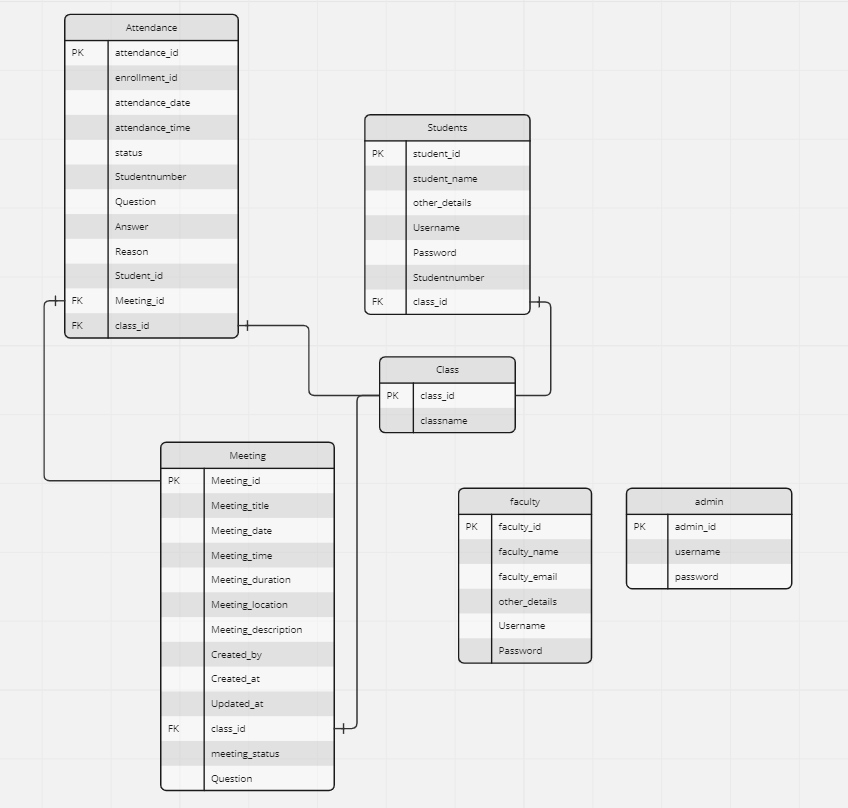 Attendance
PK attendance_id
enrollment_id
attendance_date
attendance_time
status
Studentnumber
Question
Answer
Reason
Student_id
FK Meeting_id
FK class_id
Students
PK student_id
student_name
other_details
Username
Password
Studentnumber
FK class_id
Class
PK class_id
classname
Meeting
PK Meeting_id
Meeting_title
Meeting_date
Meeting_time
Meeting_duration
Meeting_location
Meeting_description
Created_by
Created_at
Updated_at
FK class_id
meeting_status
Question
faculty
PK faculty_id
faculty_name
faculty_email
other_details
Username
Password
admin
PK admin_id
username
password